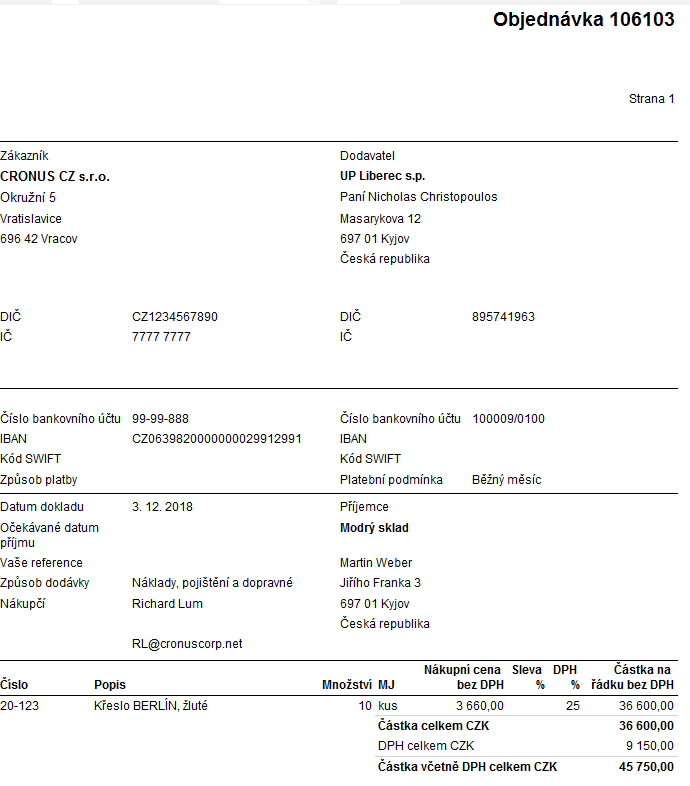 Objednávka 106103
Strana 1
Zákazník
CRONUS CZ s.r.o.
Okružní 5
Vratislavice
696 42 Vracov
Dodavatel
UP Liberec s.p.
Paní Nicholas Christopoulos
Masarykova 12
697 01 Kyjov
Česká republika
DIČ CZ1234567890
IČ 7777 7777
DIČ 895741963
IČ
Číslo bankovního účtu 99-99-888
IBAN CZ0639820000000029912991
Kód SWIFT
Způsob platby
Číslo bankovního účtu 100009/0100
IBAN
Kód SWIFT
Platební podmínka Běžný měsíc
Datum dokladu 3. 12. 2018
Očekávané datum
příjmu
Vaše reference
Způsob dodávky Náklady, pojištění a dopravné
Nákupčí Richard Lum
RL@cronuscorp.net
Příjemce
Modrý sklad
Martin Weber
Jiřího Franka 3
697 01 Kyjov
Česká republika
Číslo Popis Množství MJ Nákupní cena bez DPH Sleva % DPH % Částka na řádku bez DPH
20-123 Křeslo BERLÍN, žluté 10 kus 3 660,00 25 36 600,00
Částka celkem CZK 36 600,00
DPH celkem CZK 9 150,00
Částka včetně DPH celkem CZK 45 750,00